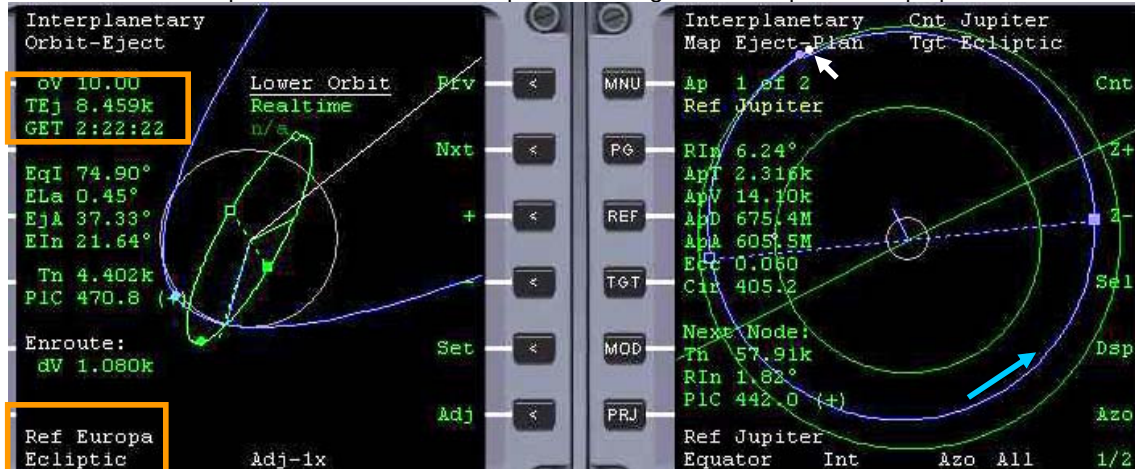 Interplanetary
Orbit-Eject
oV 10.00 Lower Orbit Prv
TEj 8.459k Realtime
GET 2:22:22 n/a
Nxt
EqI 74.90°
ELa 0.45°
EjA 37.33° +
EIn 21.64°
Tn 4.402k -
PlC 470.8 (+)
Enroute: Set
dV 1.080k
Adj
Ref Europa
Ecliptic Adj-1x
<
<
<
<
<
<
MNU
PG
REF
TGT
MOD
PRJ
Interplanetary Cnt Jupiter
Map Eject-Plan Tgt Ecliptic
Ap 1 of 2 Cnt
Ref Jupiter
RIn 6.24° Z+
ApT 2.316k
ApV 14.10k
ApD 675.4M Z-
ApA 605.5M
Ecc 0.060
Cir 405.2 Sel
Next Node:
Tn 57.91k Dsp
RIn 1.82°
PlC 442.0 (+)
Azo
Ref Jupiter
Equator Int Azo All 1/2